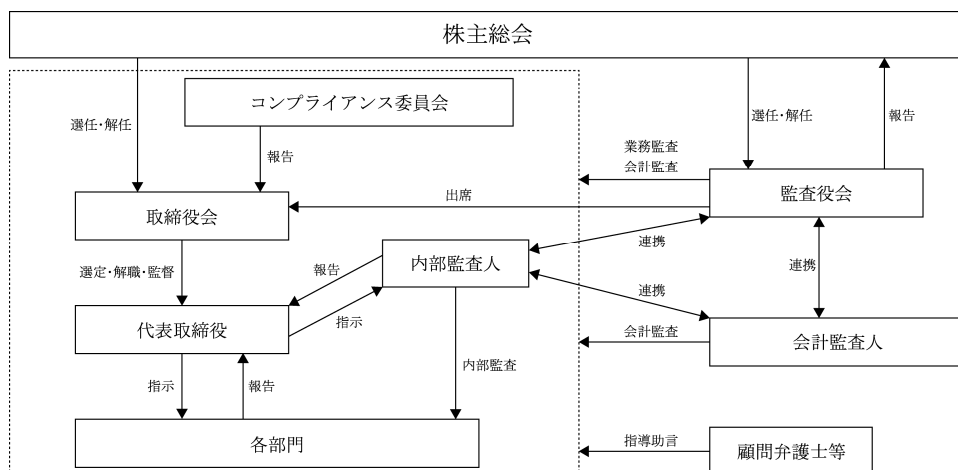 株主総会
コンプライアンス委員会
選任・解任
報告
選任・解任
報告
業務監査
会計監査
監査役会
出席
取締役会
連携
内部監査人
選定・解職・監督
報告
連携
連携
代表取締役
指示
会計監査
会計監査人
内部監査
指示
報告
各部門
指導助言
顧問弁護士等